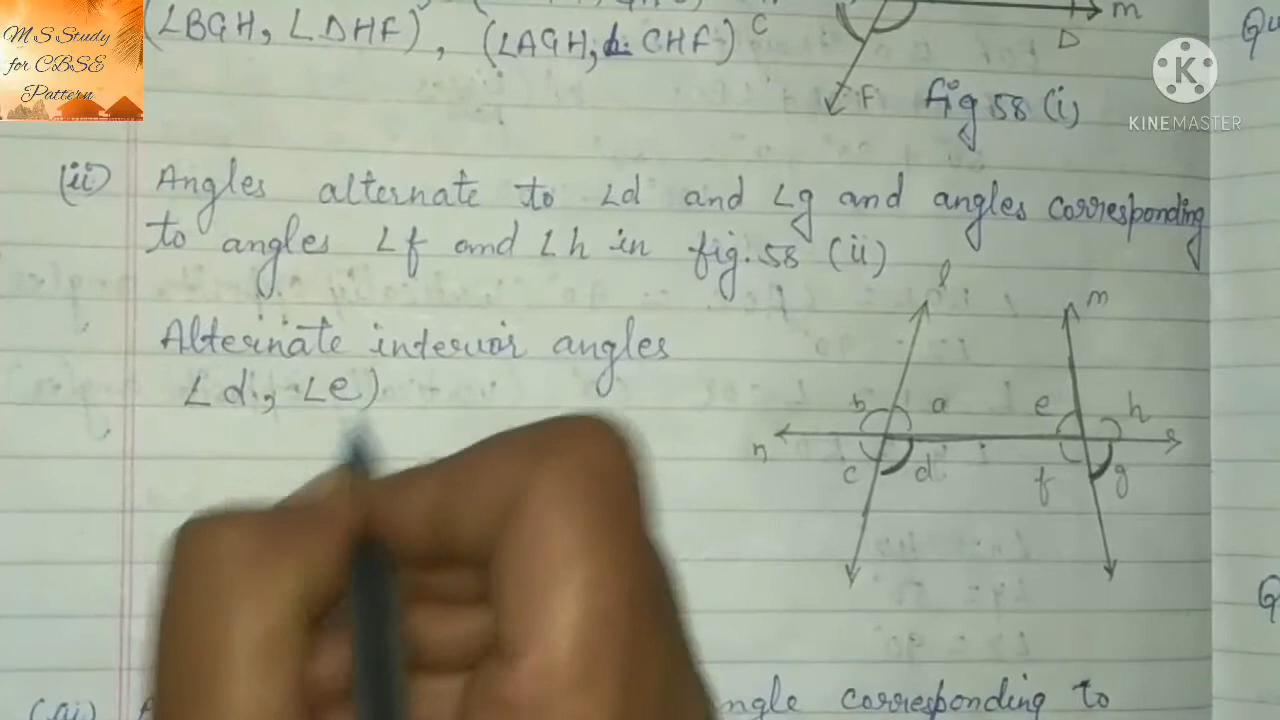 M S Study
for CBSE
Pattern
(∠BGH, ∠DHF), (∠AGH, ∠CHF)
C
D
m
F
fig 58 (i)
KINEMASTER
(ii) Angles alternate to ∠d and ∠g and angles corresponding
to angles ∠f and ∠h in fig. 58 (ii)
Alternate interior angles
∠d, ∠e)
l
m
b a e h
n
c d f g
ngle corresponding to